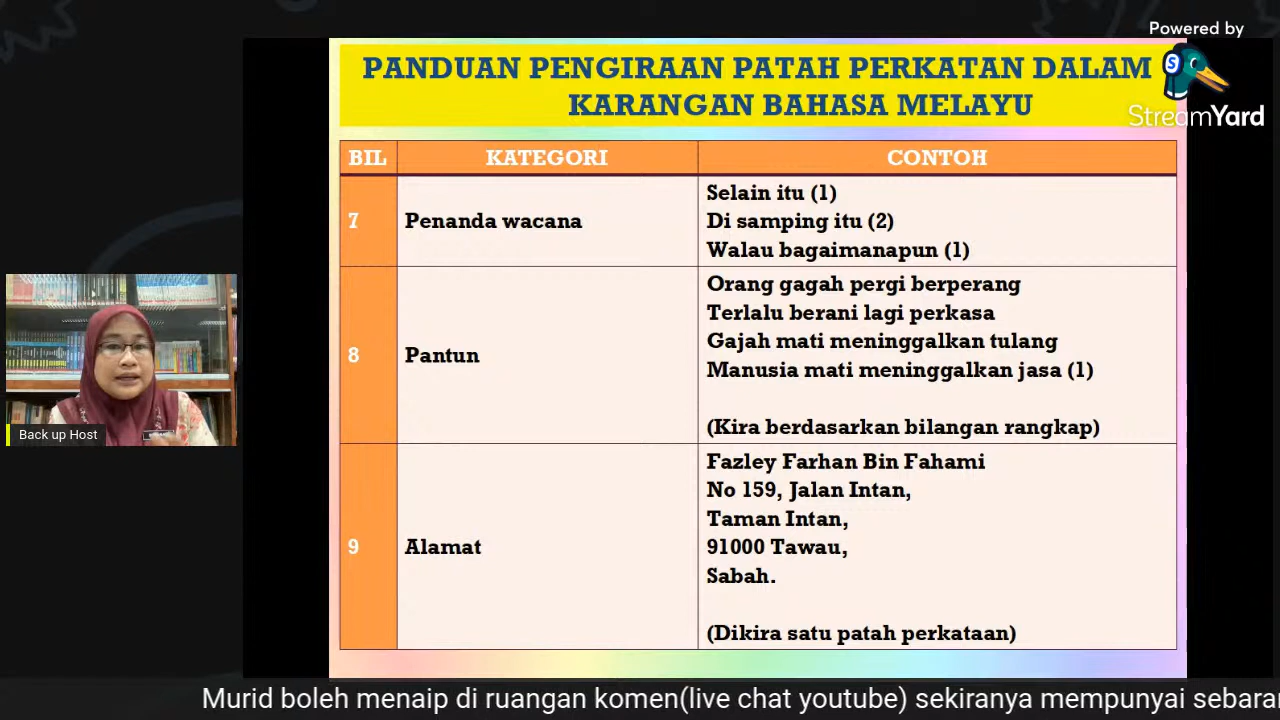 Powered by
StreamYard
PANDUAN PENGIRAAN PATAH PERKATAN DALAM
KARANGAN BAHASA MELAYU
BIL KATEGORI CONTOH
7 Penanda wacana
Selain itu (1)
Di samping itu (2)
Walau bagaimanapun (1)
8 Pantun
Orang gagah pergi berperang
Terlalu berani lagi perkasa
Gajah mati meninggalkan tulang
Manusia mati meninggalkan jasa (1)
(Kira berdasarkan bilangan rangkap)
9 Alamat
Fazley Farhan Bin Fahami
No 159, Jalan Intan,
Taman Intan,
91000 Tawau,
Sabah.
(Dikira satu patah perkataan)
Back up Host
Murid boleh menaip di ruangan komen(live chat youtube) sekiranya mempunyai